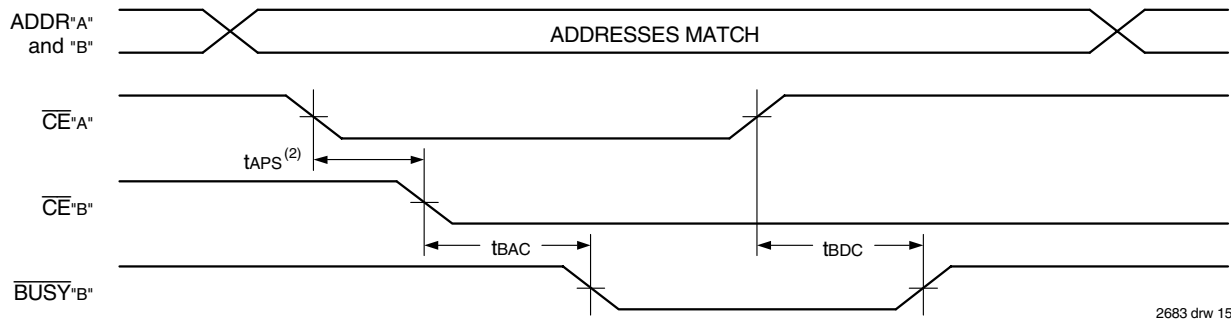 ADDR"A"
and "B"
ADDRESSES MATCH
CE"A"
tAPS(2)
CE"B"
tBAC
tBDC
BUSY"B"
2683 drw 15